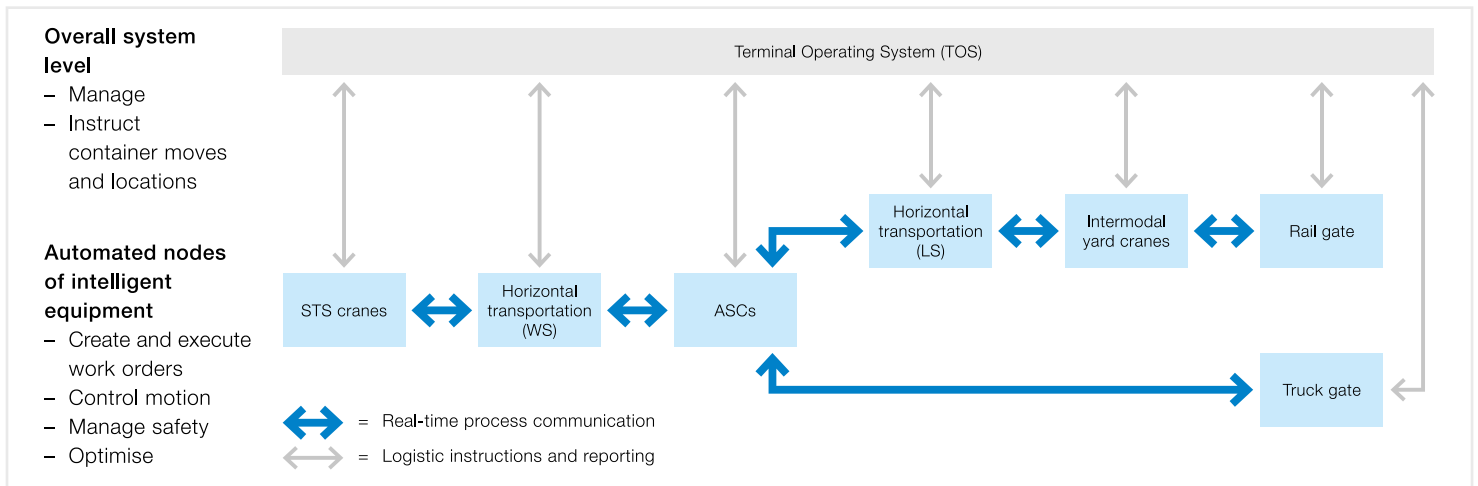 Overall system
level
– Manage
– Instruct
container moves
and locations
Automated nodes
of intelligent
equipment
– Create and execute
work orders
– Control motion
– Manage safety
– Optimise
Terminal Operating System (TOS)
STS cranes
Horizontal
transportation
(WS)
ASCs
Horizontal
transportation
(LS)
Intermodal
yard cranes
Rail gate
Truck gate
= Real-time process communication
= Logistic instructions and reporting